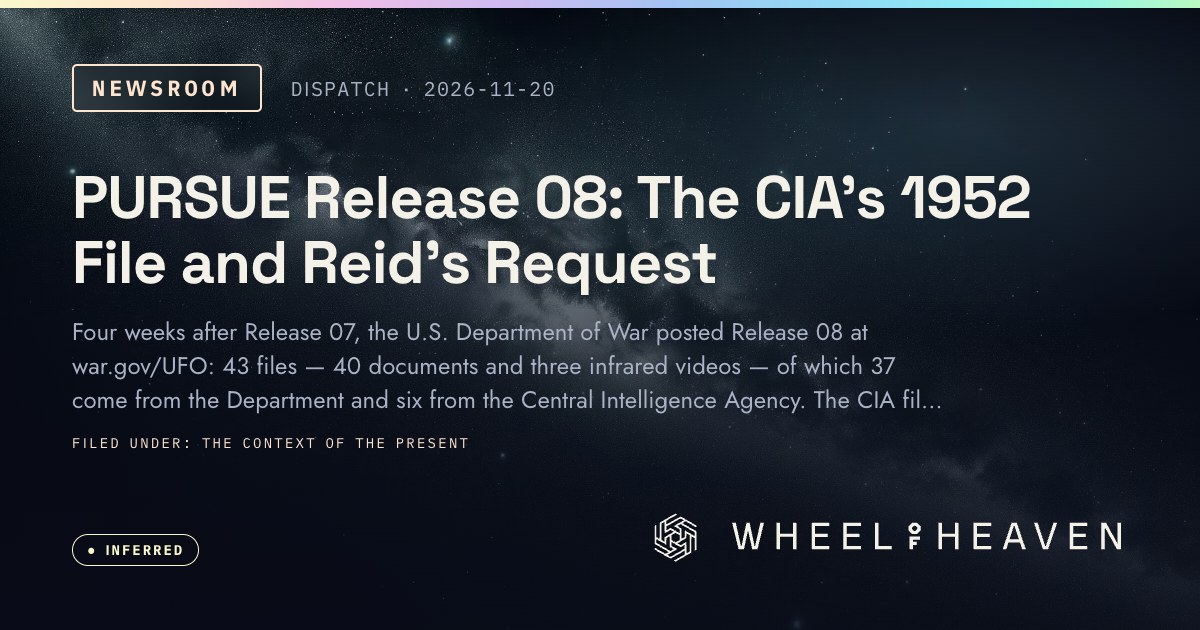 NEWSROOM
DISPATCH · 2026-11-20
PURSUE Release 08: The CIA’s 1952
File and Reid’s Request
Four weeks after Release 07, the U.S. Department of War posted Release 08 at
war.gov/UFO: 43 files — 40 documents and three infrared videos — of which 37
come from the Department and six from the Central Intelligence Agency. The CIA fil…
FILED UNDER: THE CONTEXT OF THE PRESENT
• INFERRED
WHEEL OF HEAVEN